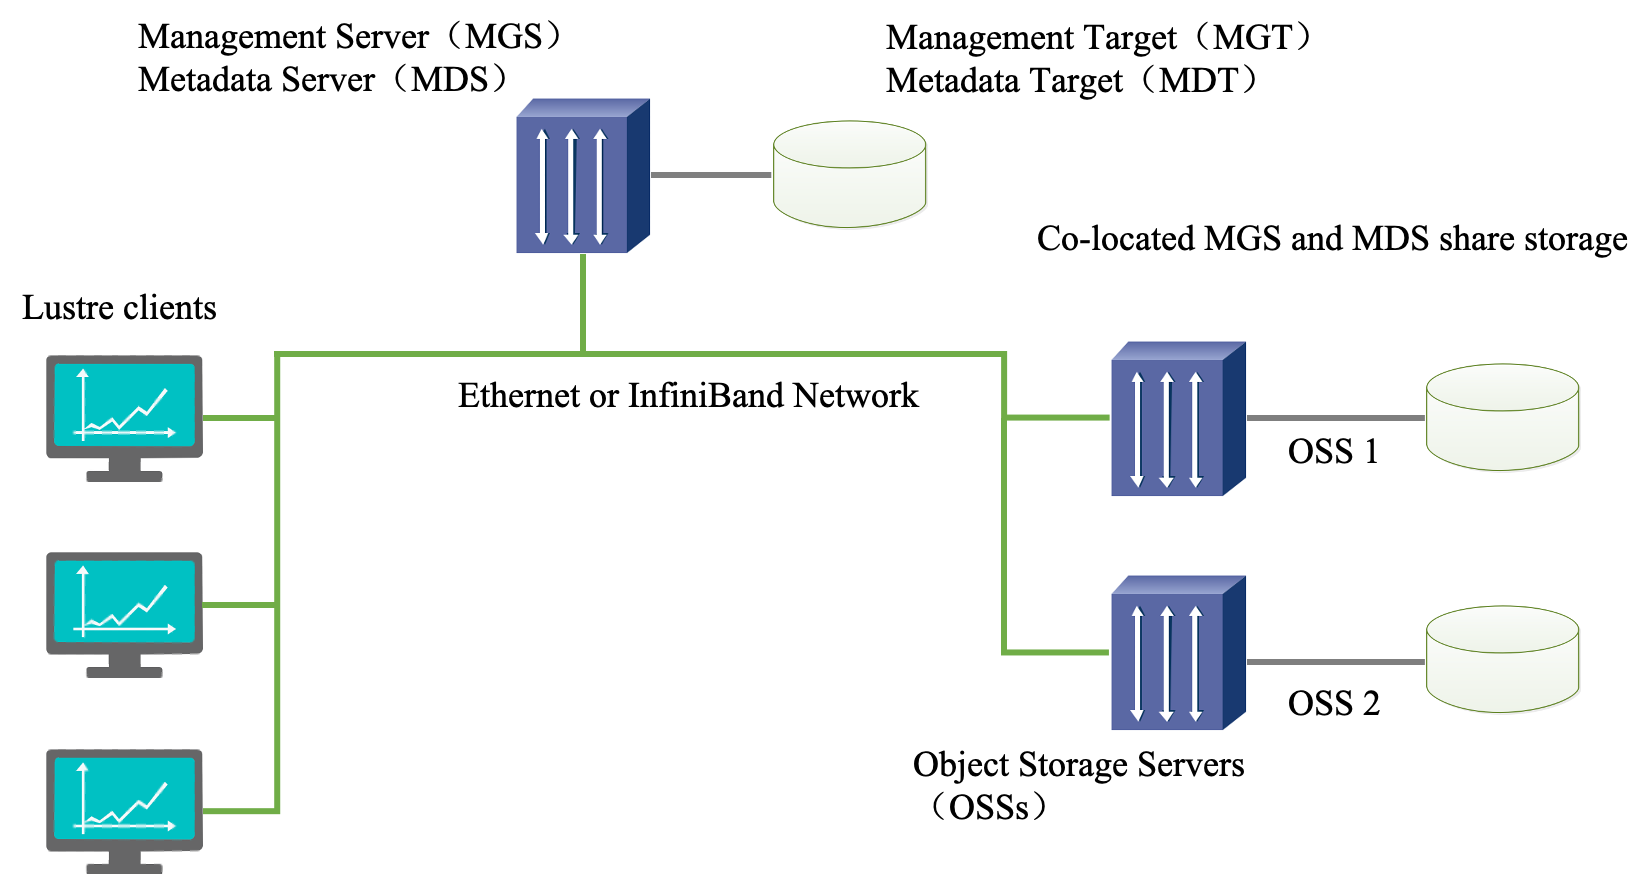 Management Server（MGS）
Metadata Server（MDS）
Management Target（MGT）
Metadata Target（MDT）
Co-located MGS and MDS share storage
Lustre clients
Ethernet or InfiniBand Network
OSS 1
OSS 2
Object Storage Servers
（OSSs）